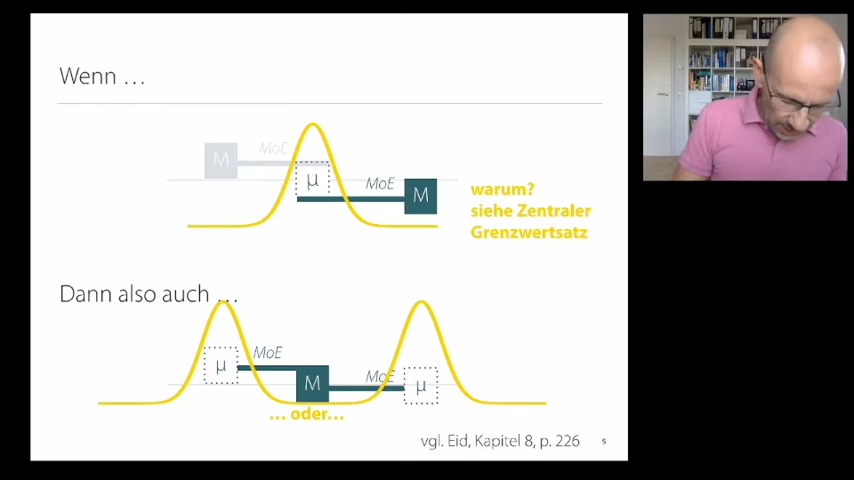 Wenn …
M
MoE
μ
MoE
M
warum?
siehe Zentraler
Grenzwertsatz
Dann also auch …
μ
MoE
M
MoE
μ
… oder…
vgl. Eid, Kapitel 8, p. 226
5